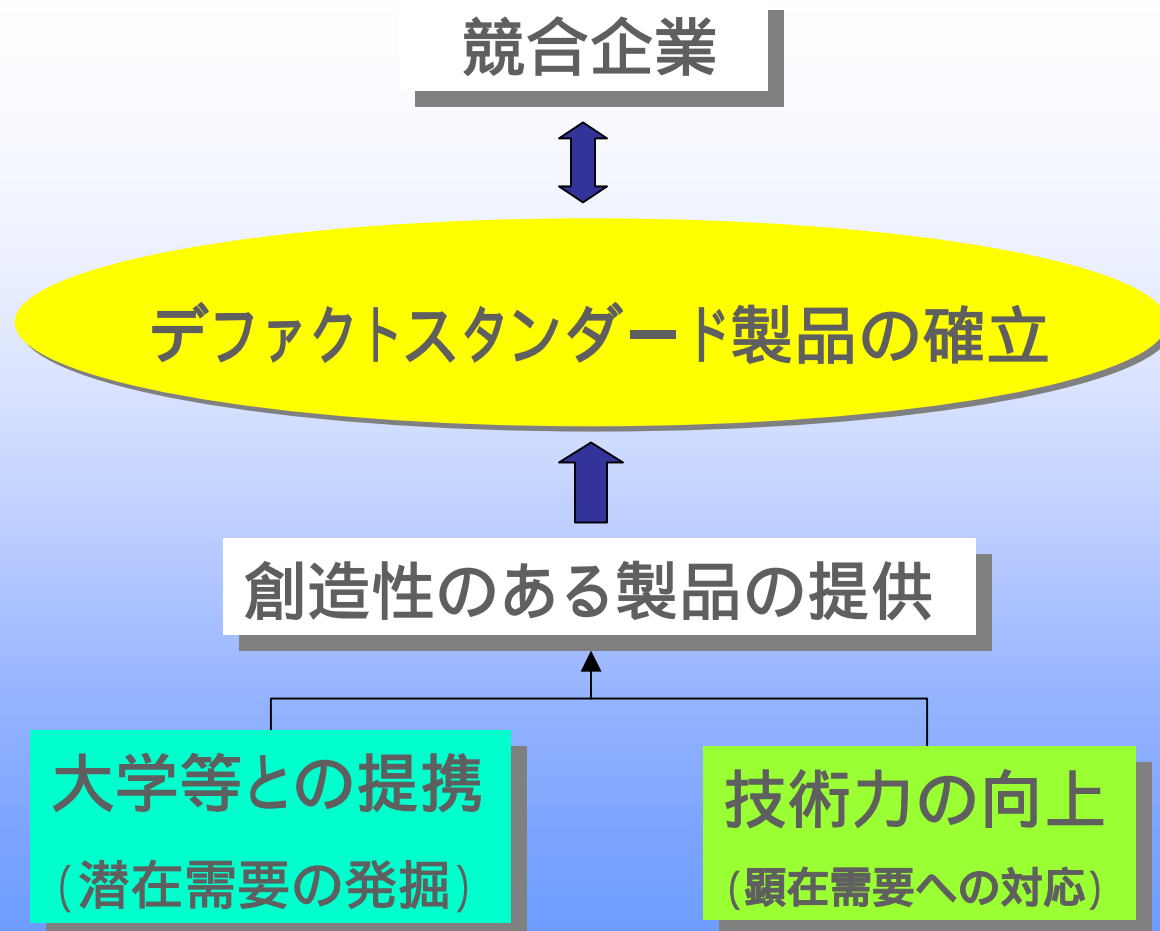 競合企業
デファクトスタンダード製品の確立
創造性のある製品の提供
大学等との提携
(潜在需要の発掘)
技術力の向上
(顕在需要への対応)